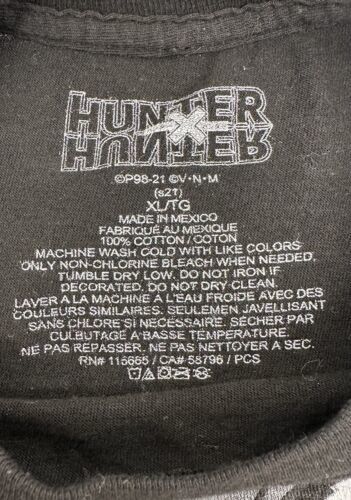 HUNTER
HUNTER
©P98-21 ©V·N·M
(s21)
XL/TG
MADE IN MEXICO
FABRIQUÉ AU MEXIQUE
100% COTTON / COTON
MACHINE WASH COLD WITH LIKE COLORS
ONLY NON-CHLORINE BLEACH WHEN NEEDED.
TUMBLE DRY LOW. DO NOT IRON IF
DECORATED. DO NOT DRY CLEAN.
LAVER A LA MACHINE A L'EAU FROIDE AVEC DES
COULEURS SIMILAIRES. SEULEMEN JAVELLISANT
SANS CHLORE SI NÉCESSAIRE. SÉCHER PAR
CULBUTAGE A BASSE TEMPERATURE.
NE PAS REPASSER. NE PAS NETTOYER A SEC.
RN# 115665 / CA# 58796 / PCS